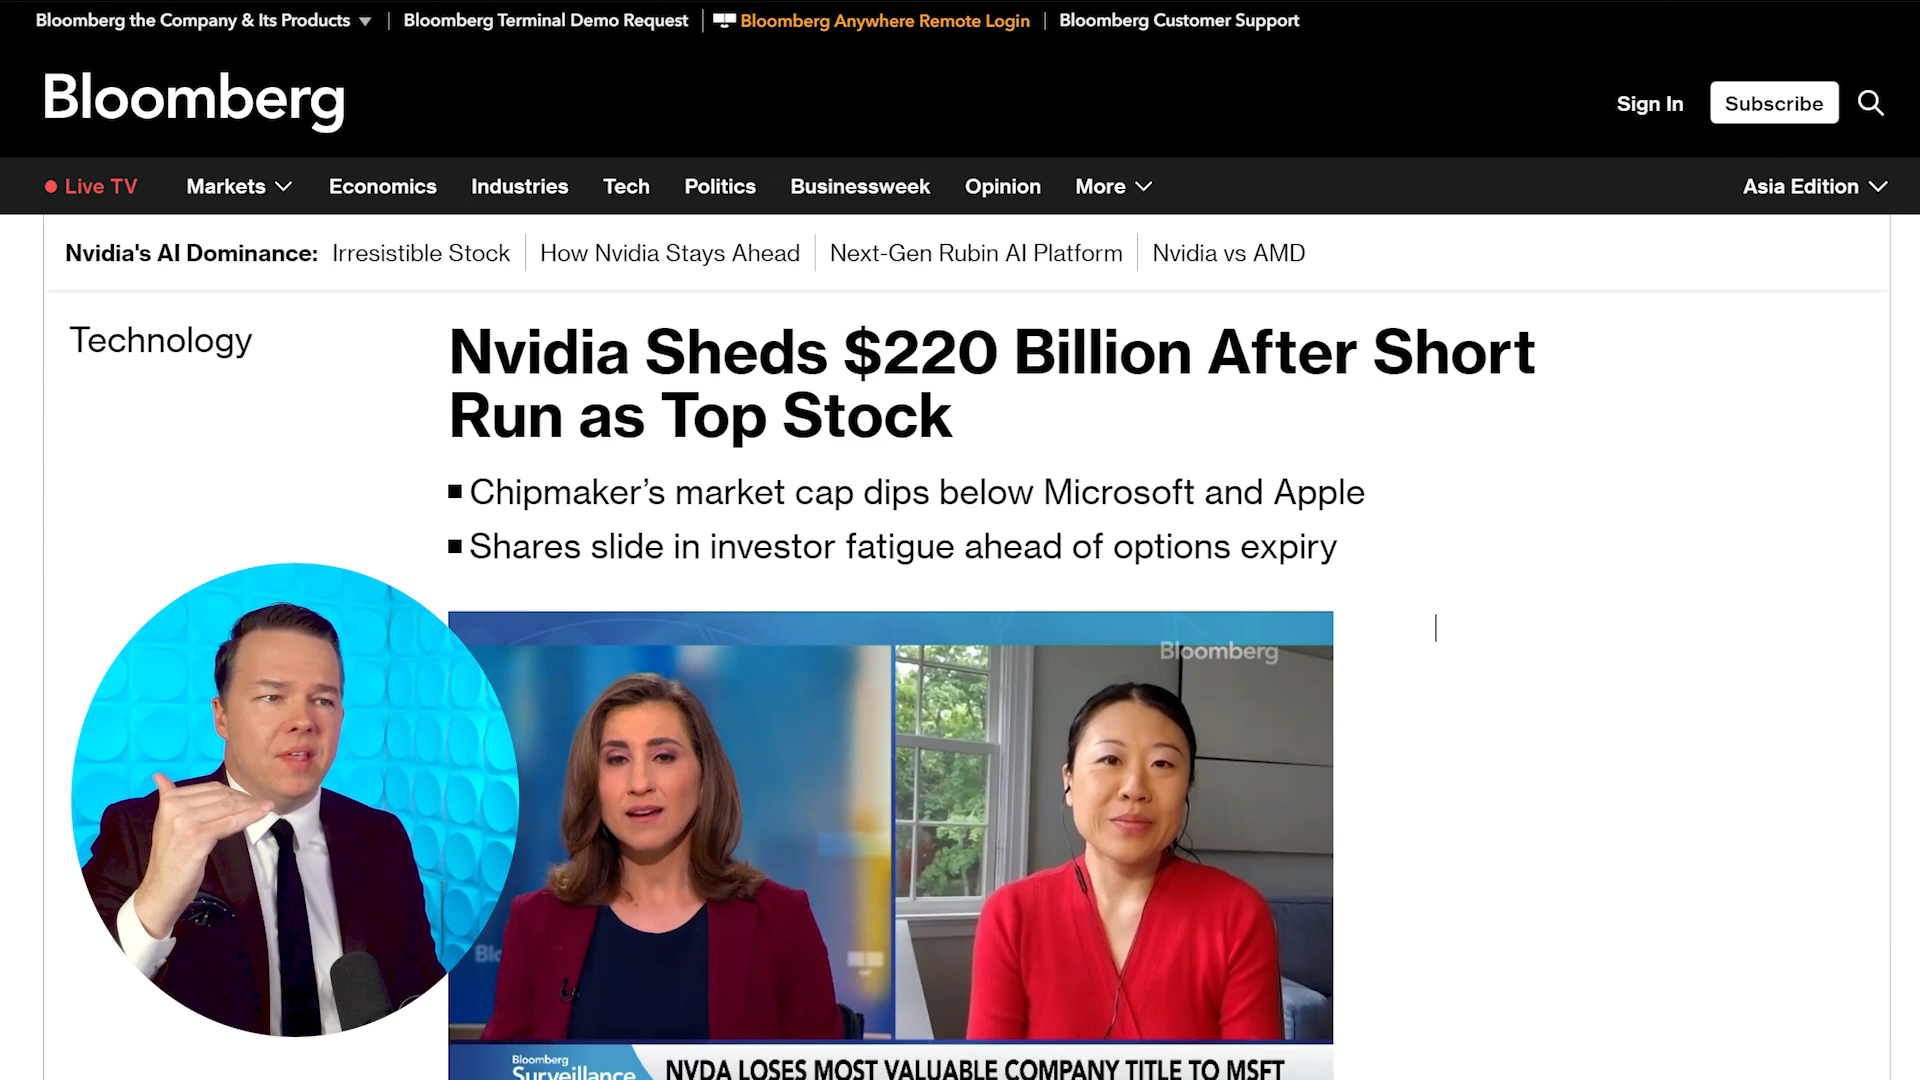 Bloomberg the Company & Its Products
Bloomberg Terminal Demo Request
Bloomberg Anywhere Remote Login
Bloomberg Customer Support
Bloomberg
Sign In
Subscribe
Live TV
Markets
Economics
Industries
Tech
Politics
Businessweek
Opinion
More
Asia Edition
Nvidia's AI Dominance:
Irresistible Stock
How Nvidia Stays Ahead
Next-Gen Rubin AI Platform
Nvidia vs AMD
Technology
Nvidia Sheds $220 Billion After Short
Run as Top Stock
Chipmaker’s market cap dips below Microsoft and Apple
Shares slide in investor fatigue ahead of options expiry
Bloomberg
Bloomberg
Surveillance
NVDA LOSES MOST VALUABLE COMPANY TITLE TO MSFT